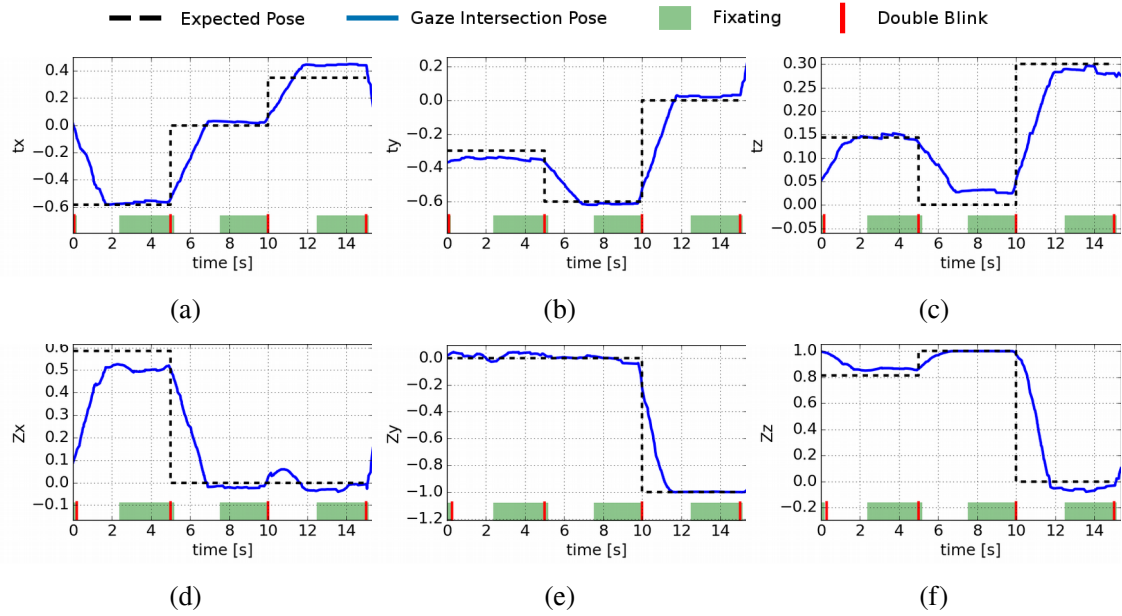 Expected Pose Gaze Intersection Pose Fixating Double Blink
tx
0.4
0.2
0.0
−0.2
−0.4
−0.6
0 2 4 6 8 10 12 14
time [s]
(a)
ty
0.2
0.0
−0.2
−0.4
−0.6
0 2 4 6 8 10 12 14
time [s]
(b)
tz
0.30
0.25
0.20
0.15
0.10
0.05
0.00
−0.05
0 2 4 6 8 10 12 14
time [s]
(c)
Zx
0.6
0.5
0.4
0.3
0.2
0.1
0.0
−0.1
0 2 4 6 8 10 12 14
time [s]
(d)
Zy
0.0
−0.2
−0.4
−0.6
−0.8
−1.0
−1.2
0 2 4 6 8 10 12 14
time [s]
(e)
Zz
1.0
0.8
0.6
0.4
0.2
0.0
−0.2
0 2 4 6 8 10 12 14
time [s]
(f)